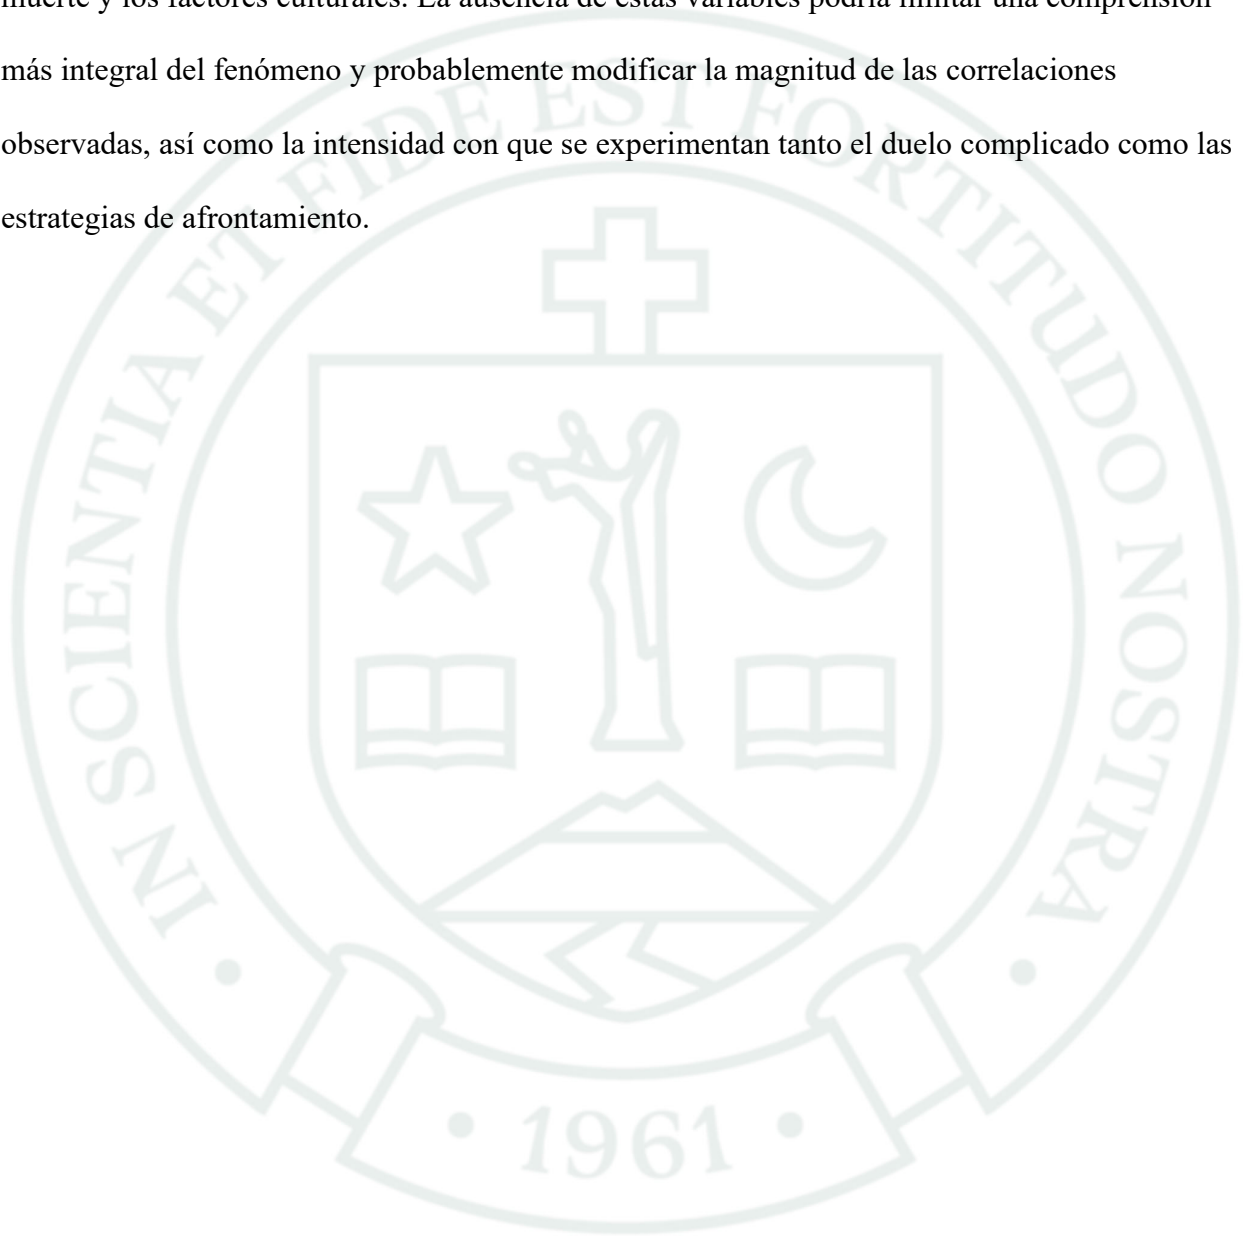 muerte y los factores culturales. La ausencia de estas variables podría limitar una comprensión
más integral del fenómeno y probablemente modificar la magnitud de las correlaciones
observadas, así como la intensidad con que se experimentan tanto el duelo complicado como las
estrategias de afrontamiento.
IN SCIENTIA ET FIDE EST FORTITUDO NOSTRA
• 1961 •